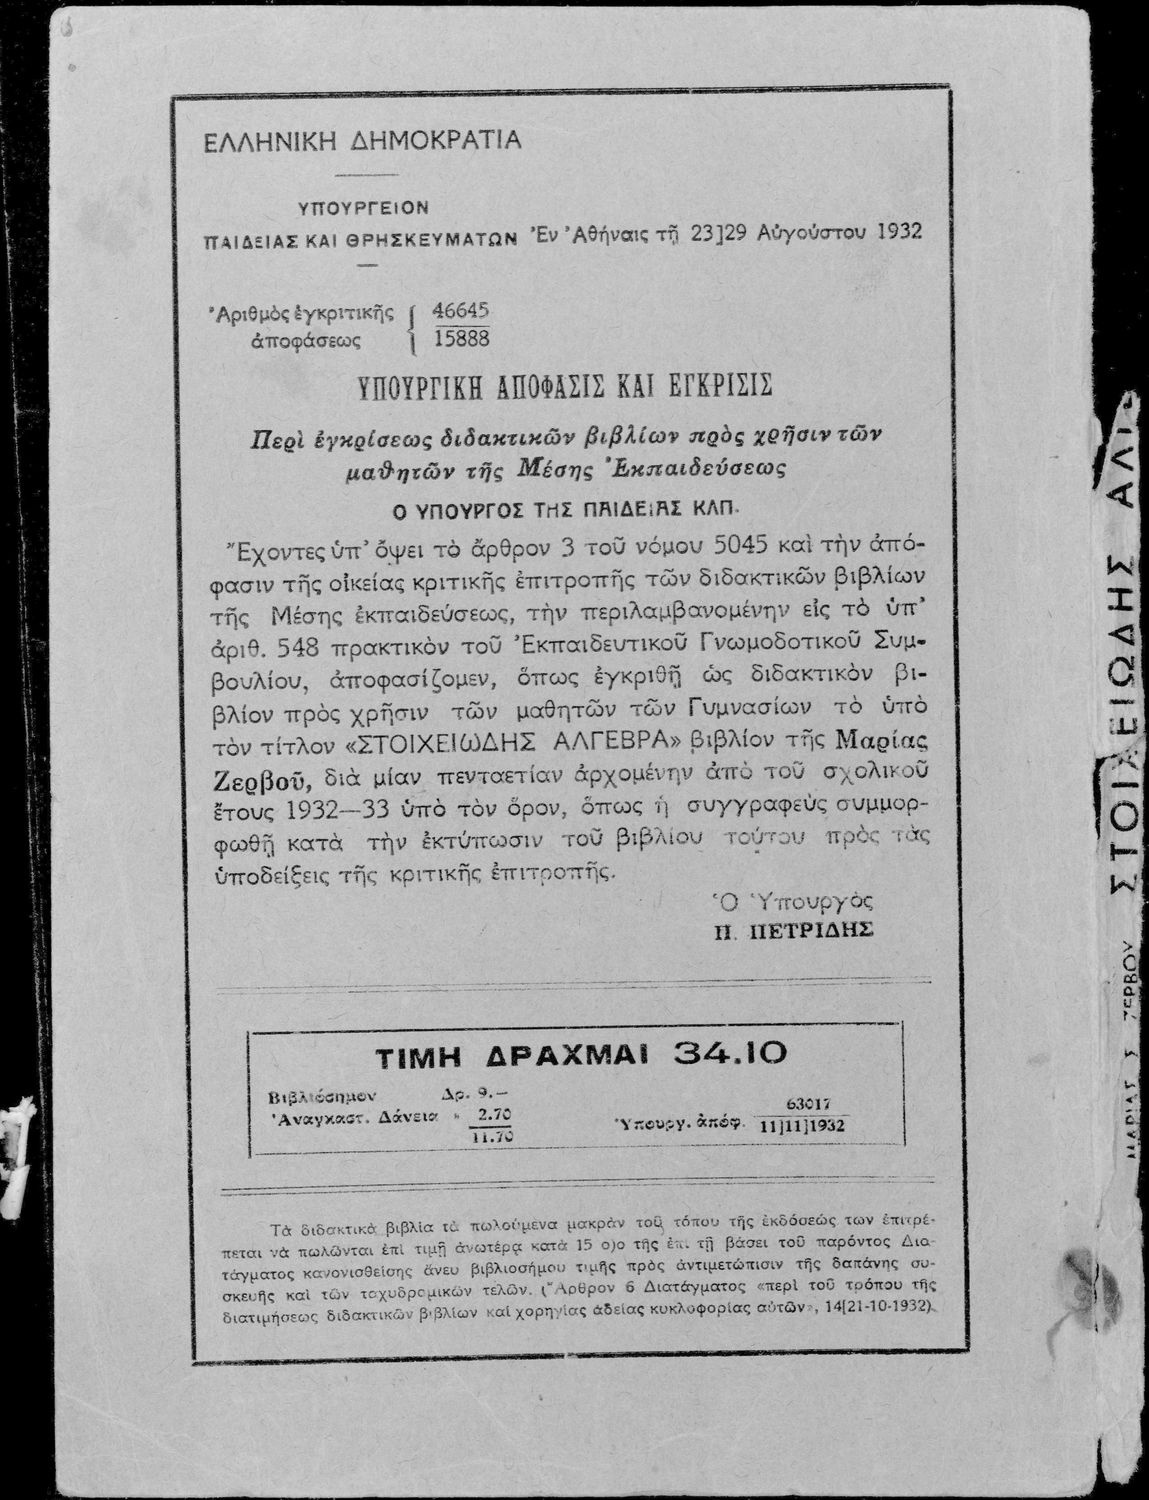 ΕΛΛΗΝΙΚΗ ΔΗΜΟΚΡΑΤΙΑ
ΥΠΟΥΡΓΕΙΟΝ
ΠΑΙΔΕΙΑΣ ΚΑΙ ΘΡΗΣΚΕΥΜΑΤΩΝ Ἐν Ἀθήναις τῇ 23]29 Αὐγούστου 1932
Ἀριθμὸς ἐγκριτικῆς { 46645
ἀποφάσεως 15888
ΥΠΟΥΡΓΙΚΗ ΑΠΟΦΑΣΙΣ ΚΑΙ ΕΓΚΡΙΣΙΣ
Περὶ ἐγκρίσεως διδακτικῶν βιβλίων πρὸς χρῆσιν τῶν
μαθητῶν τῆς Μέσης Ἐκπαιδεύσεως
Ο ΥΠΟΥΡΓΟΣ ΤΗΣ ΠΑΙΔΕΙΑΣ ΚΛΠ.
Ἔχοντες ὑπ' ὄψει τὸ ἄρθρον 3 τοῦ νόμου 5045 καὶ τὴν ἀπό-
φασιν τῆς οἰκείας κριτικῆς ἐπιτροπῆς τῶν διδακτικῶν βιβλίων
τῆς Μέσης ἐκπαιδεύσεως, τὴν περιλαμβανομένην εἰς τὸ ὑπ'
ἀριθ. 548 πρακτικὸν τοῦ Ἐκπαιδευτικοῦ Γνωμοδοτικοῦ Συμ-
βουλίου, ἀποφασίζομεν, ὅπως ἐγκριθῇ ὡς διδακτικὸν βι-
βλίον πρὸς χρῆσιν τῶν μαθητῶν τῶν Γυμνασίων τὸ ὑπὸ
τὸν τίτλον «ΣΤΟΙΧΕΙΩΔΗΣ ΑΛΓΕΒΡΑ» βιβλίον τῆς Μαρίας
Ζερβοῦ, διὰ μίαν πενταετίαν ἀρχομένην ἀπὸ τοῦ σχολικοῦ
ἔτους 1932—33 ὑπὸ τὸν ὅρον, ὅπως ἡ συγγραφεὺς συμμορ-
φωθῇ κατὰ τὴν ἐκτύπωσιν τοῦ βιβλίου τούτου πρὸς τὰς
ὑποδείξεις τῆς κριτικῆς ἐπιτροπῆς.
Ὁ Ὑπουργὸς
Π. ΠΕΤΡΙΔΗΣ
ΤΙΜΗ ΔΡΑΧΜΑΙ 34.10
Βιβλιόσημον Δρ. 9.—
Ἀναγκαστ. Δάνεια » 2.70
11.70
Ὑπουργ. ἀπόφ. 63017
11]11]1932
Τὰ διδακτικὰ βιβλία τὰ πωλούμενα μακρὰν τοῦ τόπου τῆς ἐκδόσεώς των ἐπιτρέ-
πεται νὰ πωλῶνται ἐπὶ τιμῇ ἀνωτέρᾳ κατὰ 15 ο)ο τῆς ἐπὶ τῇ βάσει τοῦ παρόντος Δια-
τάγματος κανονισθείσης ἄνευ βιβλιοσήμου τιμῆς πρὸς ἀντιμετώπισιν τῆς δαπάνης συ-
σκευῆς καὶ τῶν ταχυδρομικῶν τελῶν. (Ἄρθρον 6 Διατάγματος «περὶ τοῦ τρόπου τῆς
διατιμήσεως διδακτικῶν βιβλίων καὶ χορηγίας ἀδείας κυκλοφορίας αὐτῶν», 14[21-10-1932).
ΜΑΡΙΑΣ Σ ΖΕΡΒΟΥ ΣΤΟΙΧΕΙΩΔΗΣ ΑΛΓ